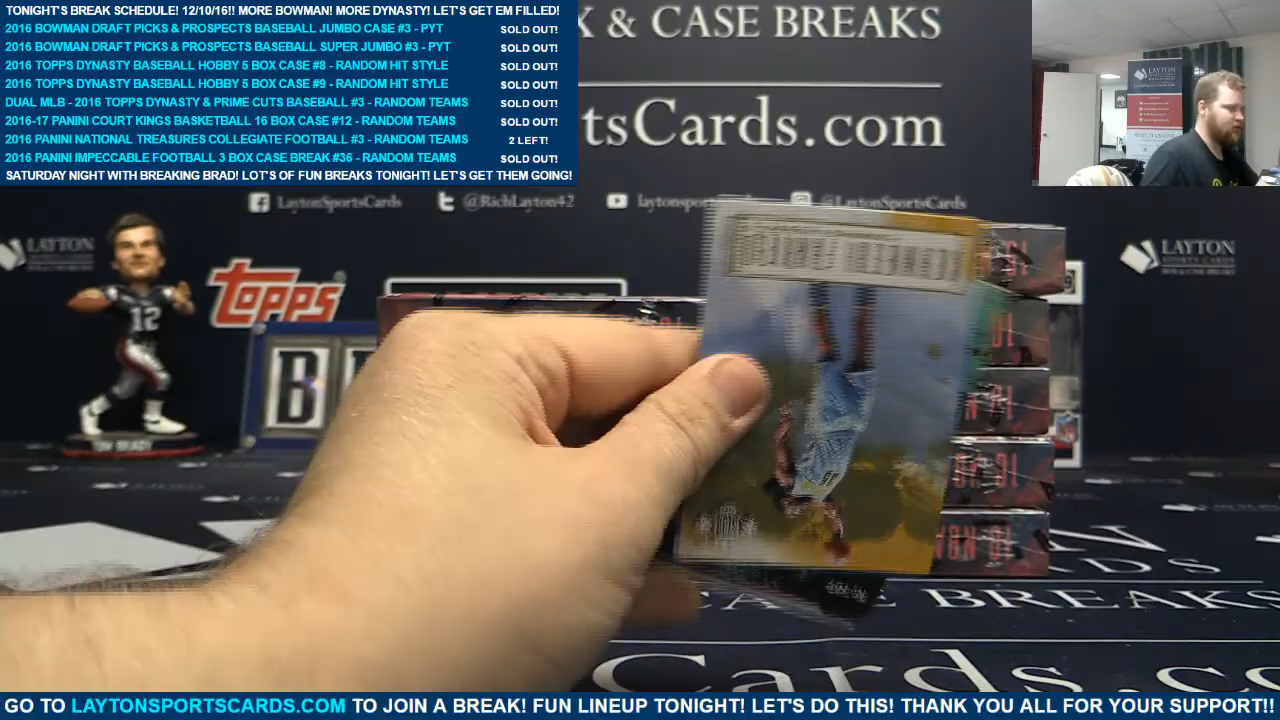 TONIGHT'S BREAK SCHEDULE! 12/10/16!! MORE BOWMAN! MORE DYNASTY! LET'S GET EM FILLED!
2016 BOWMAN DRAFT PICKS & PROSPECTS BASEBALL JUMBO CASE #3 - PYT SOLD OUT!
2016 BOWMAN DRAFT PICKS & PROSPECTS BASEBALL SUPER JUMBO #3 - PYT SOLD OUT!
2016 TOPPS DYNASTY BASEBALL HOBBY 5 BOX CASE #8 - RANDOM HIT STYLE SOLD OUT!
2016 TOPPS DYNASTY BASEBALL HOBBY 5 BOX CASE #9 - RANDOM HIT STYLE SOLD OUT!
DUAL MLB - 2016 TOPPS DYNASTY & PRIME CUTS BASEBALL #3 - RANDOM TEAMS SOLD OUT!
2016-17 PANINI COURT KINGS BASKETBALL 16 BOX CASE #12 - RANDOM TEAMS SOLD OUT!
2016 PANINI NATIONAL TREASURES COLLEGIATE FOOTBALL #3 - RANDOM TEAMS 2 LEFT!
2016 PANINI IMPECCABLE FOOTBALL 3 BOX CASE BREAK #36 - RANDOM TEAMS SOLD OUT!
SATURDAY NIGHT WITH BREAKING BRAD! LOT'S OF FUN BREAKS TONIGHT! LET'S GET THEM GOING!
X & CASE BREAKS
tsCards.com
LAYTON
LaytonSportsCards @RichLayton42 laytonspor @LaytonSportsCards
LAYTON
LAYTON
topps
12
TOM BRADY
B
CASE BREAKS
Cards.co
GO TO LAYTONSPORTSCARDS.COM TO JOIN A BREAK! FUN LINEUP TONIGHT! LET'S DO THIS! THANK YOU ALL FOR YOUR SUPPORT!!